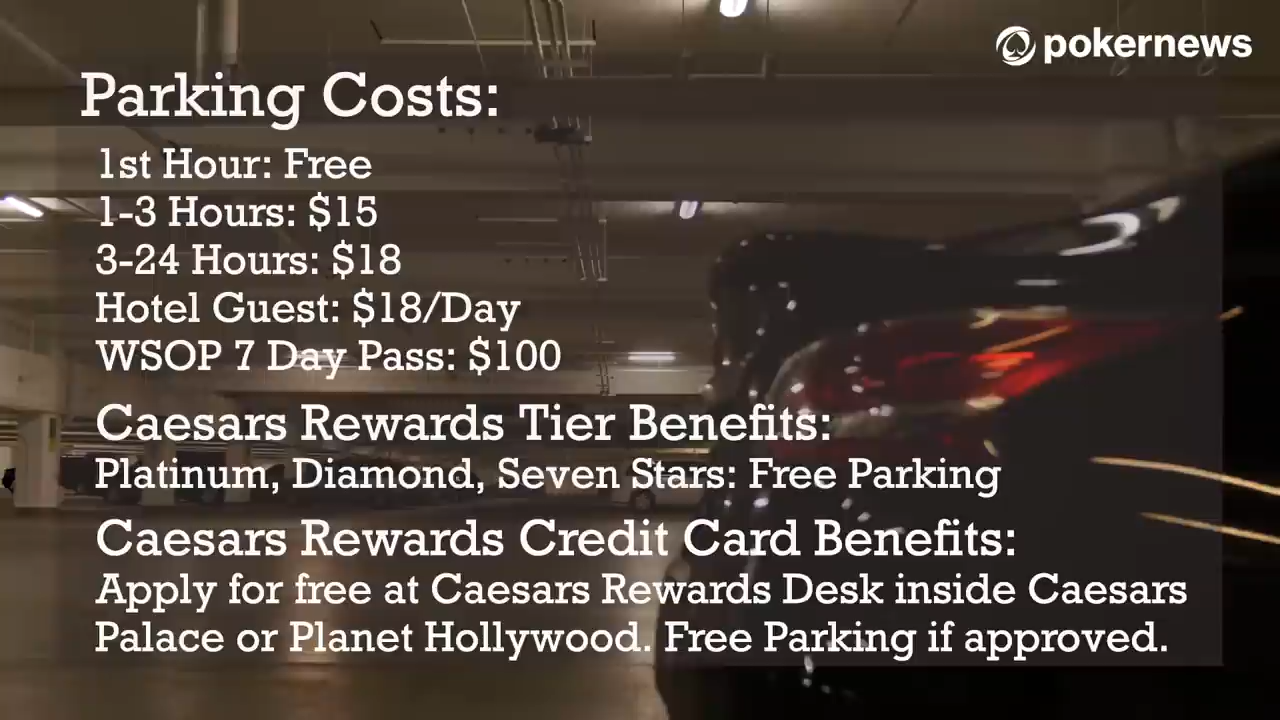 pokernews
Parking Costs:
1st Hour: Free
1-3 Hours: $15
3-24 Hours: $18
Hotel Guest: $18/Day
WSOP 7 Day Pass: $100
Caesars Rewards Tier Benefits:
Platinum, Diamond, Seven Stars: Free Parking
Caesars Rewards Credit Card Benefits:
Apply for free at Caesars Rewards Desk inside Caesars
Palace or Planet Hollywood. Free Parking if approved.